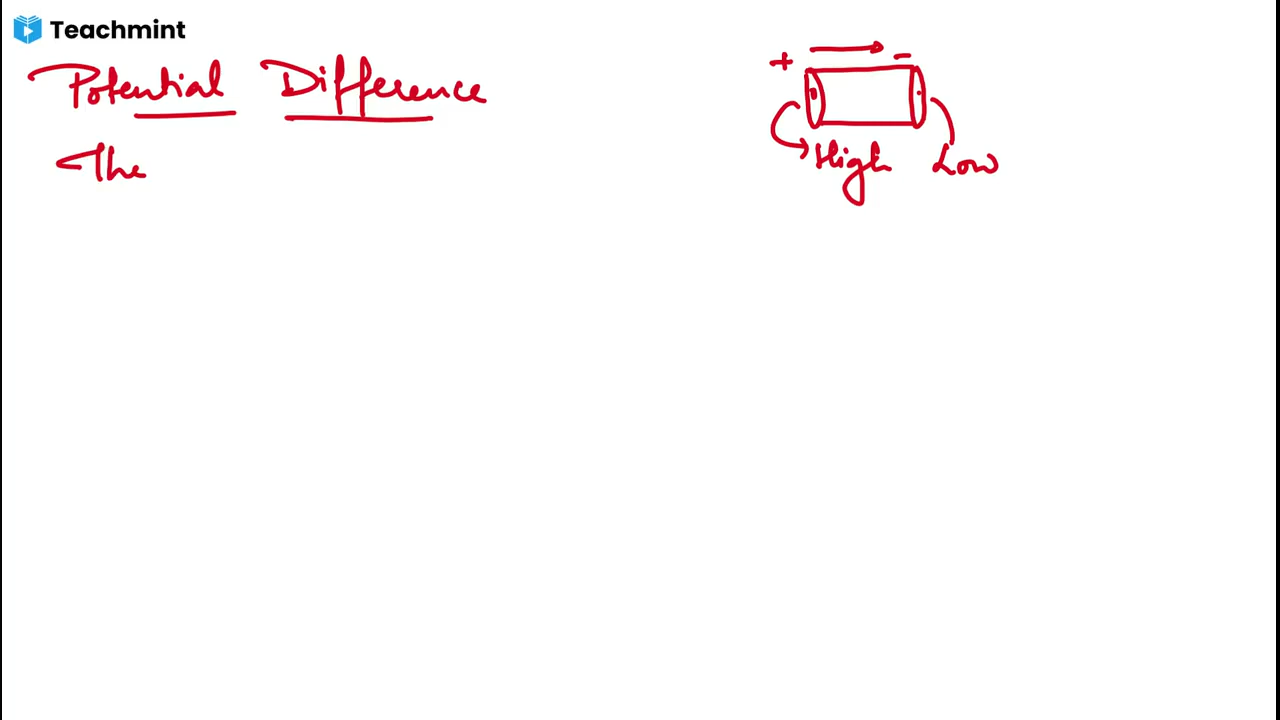 Teachmint
Potential Difference
+ -
High Low
The